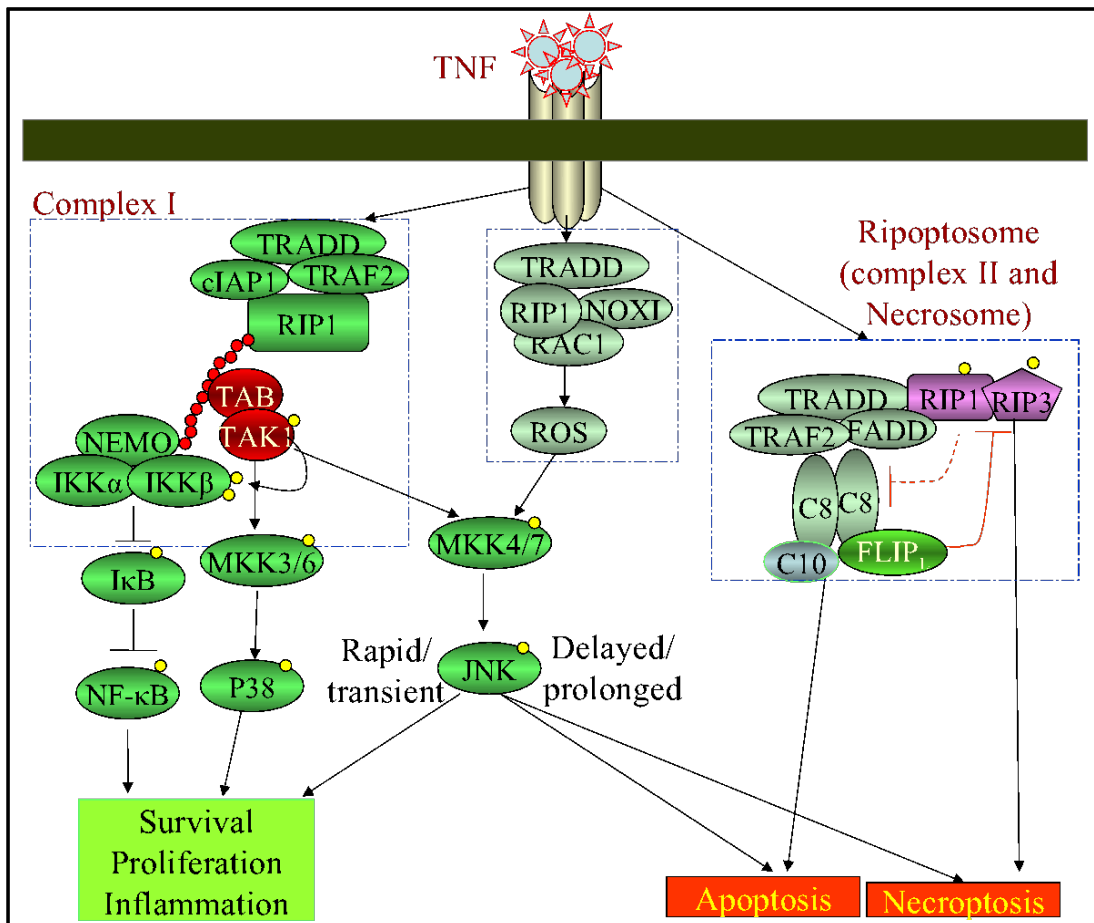 TNF
Complex I
TRADD
cIAP1
TRAF2
RIP1
TAB
TAK1
NEMO
IKKα
IKKβ
IκB
NF-κB
MKK3/6
P38
TRADD
RIP1
NOXI
RAC1
ROS
MKK4/7
Rapid/
transient
JNK
Delayed/
prolonged
Ripoptosome
(complex II and
Necrosome)
TRADD
RIP1
RIP3
TRAF2
FADD
C8
C8
C10
FLIPl
Survival
Proliferation
Inflammation
Apoptosis
Necroptosis